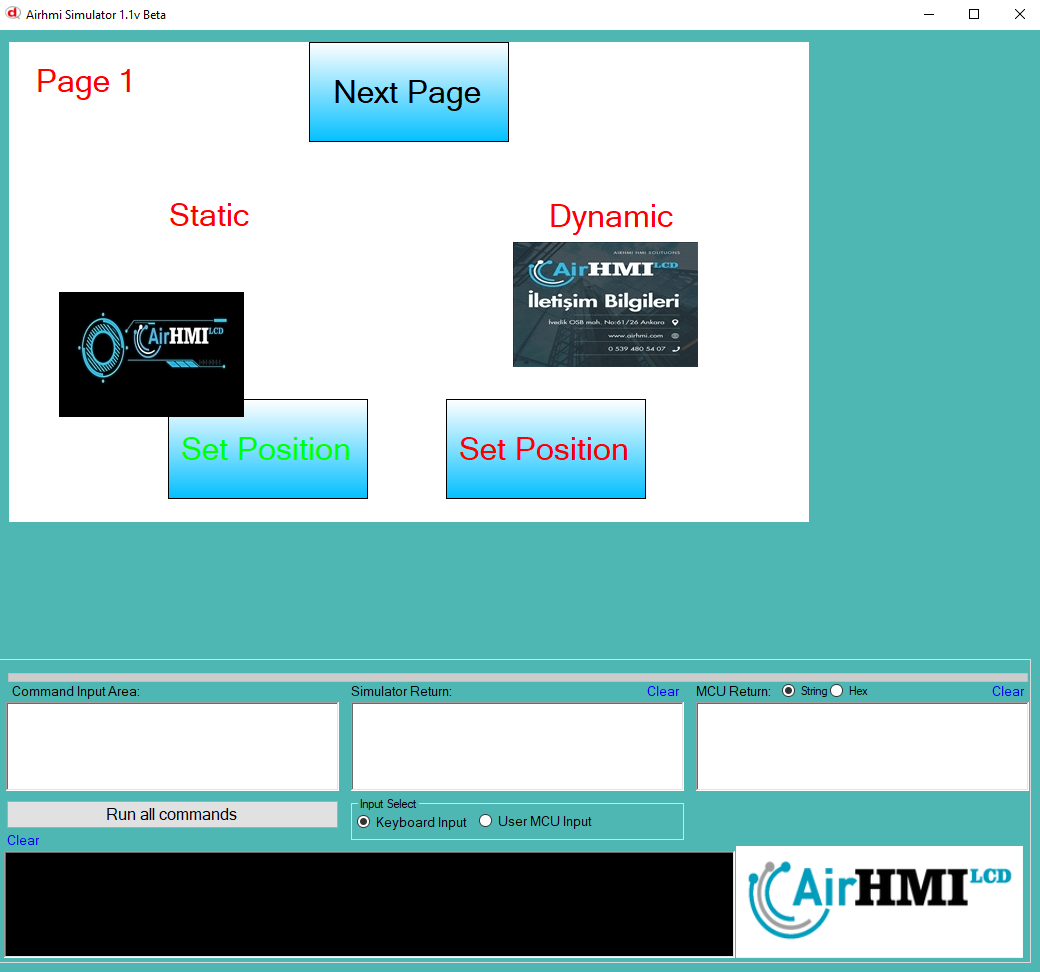 Airhmi Simulator 1.1v Beta
Page 1
Next Page
Static
Dynamic
AirHMI LCD
AIRHMI HMI SOLITUONS
AirHMI LCD
İletişim Bilgileri
İvedik OSB mah. No:61/26 Ankara
www.airhmi.com
0 539 480 54 07
Set Position
Set Position
Command Input Area:
Simulator Return:
Clear
MCU Return:
String
Hex
Clear
Run all commands
Input Select
Keyboard Input
User MCU Input
Clear
AirHMI LCD